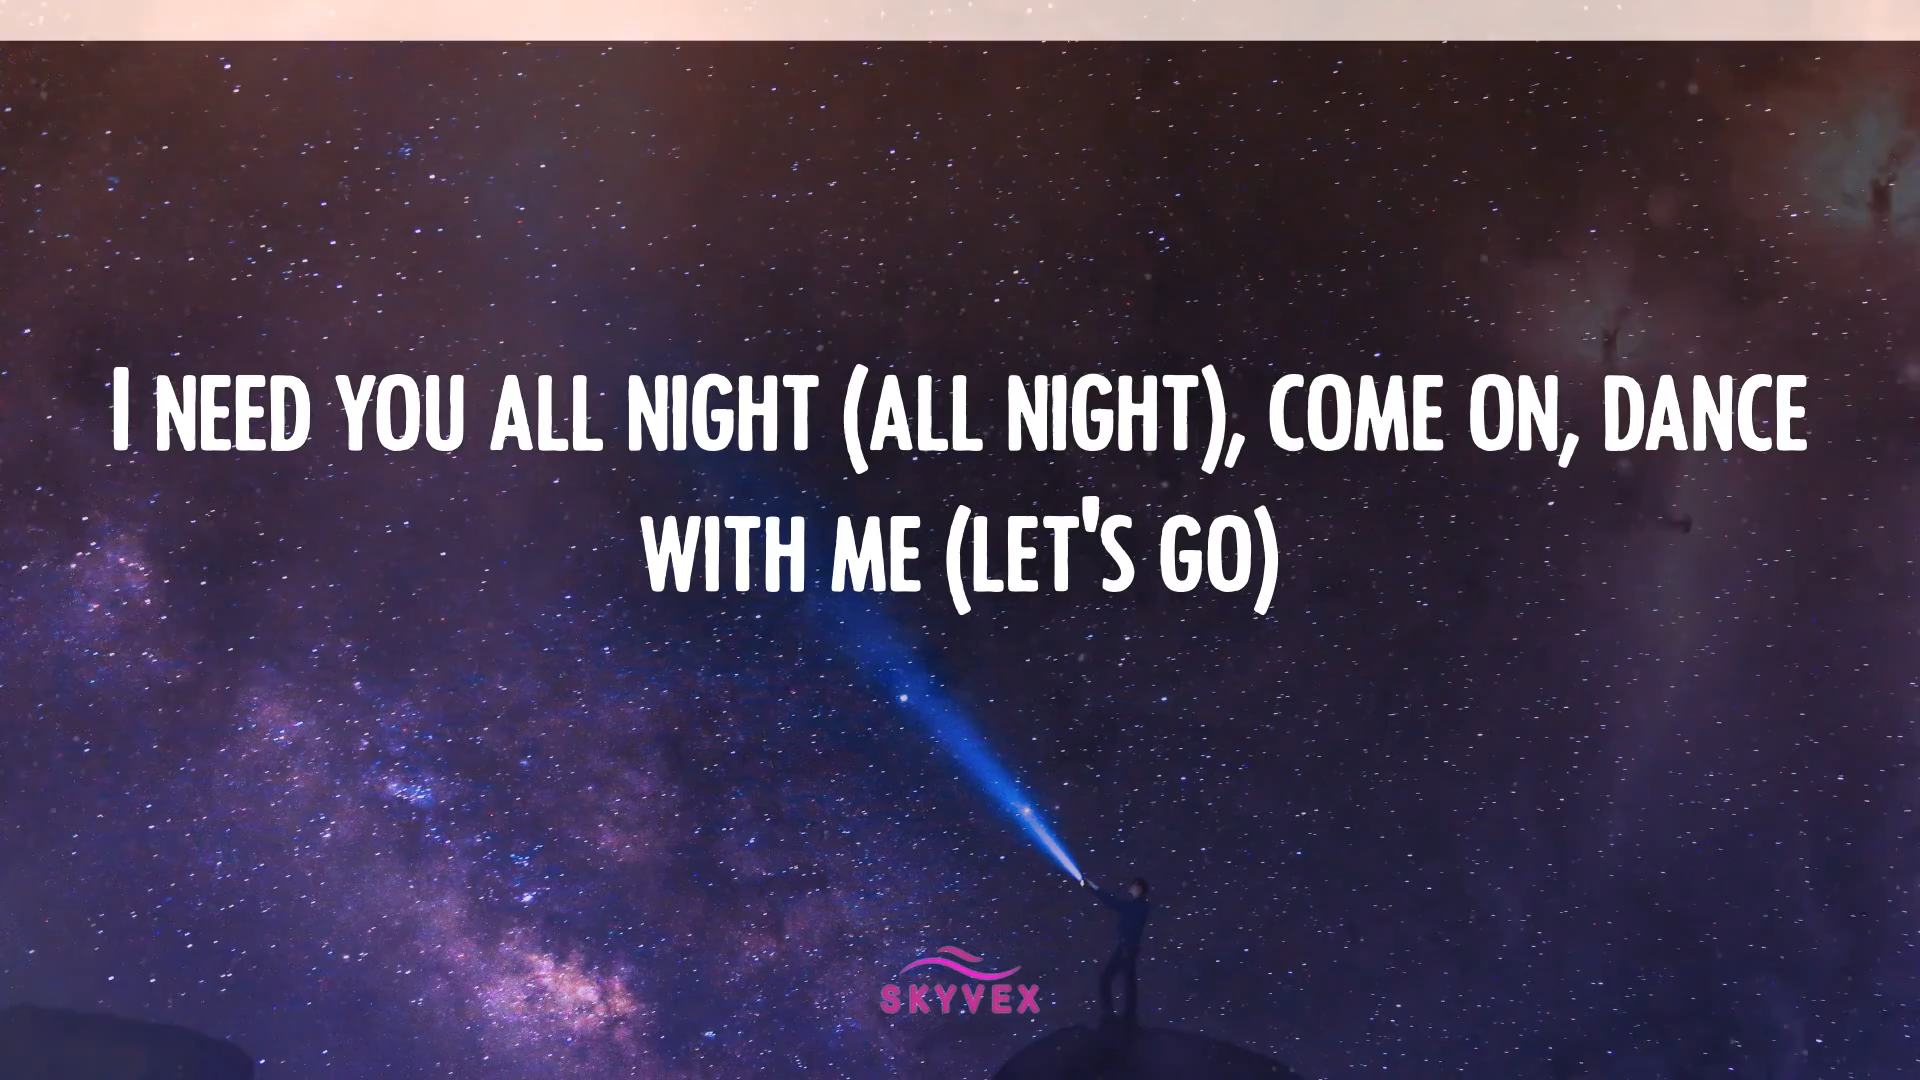 I NEED YOU ALL NIGHT (ALL NIGHT), COME ON, DANCE
WITH ME (LET'S GO)
SKYVEX